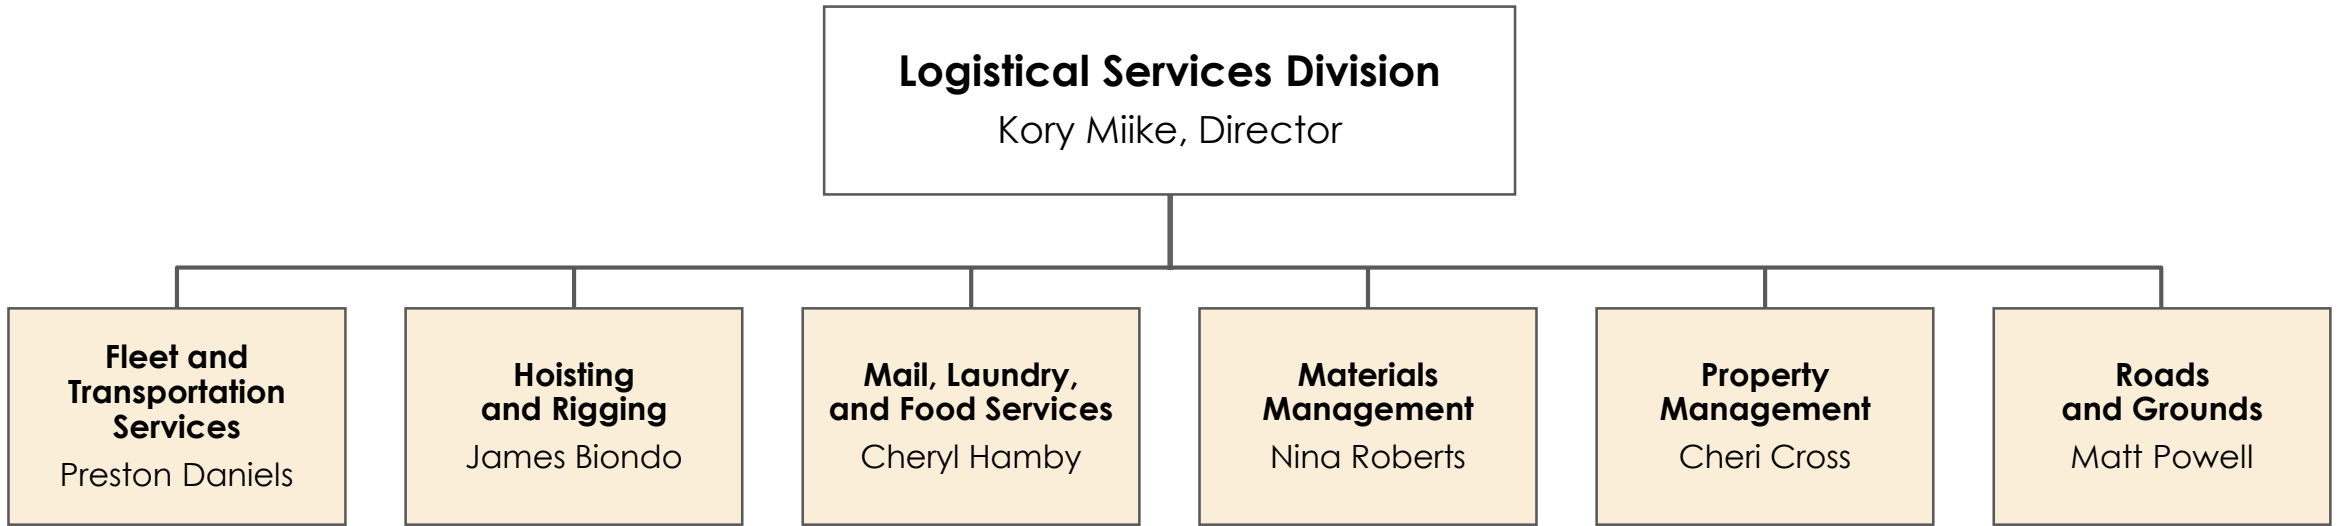 Logistical Services Division
Kory Miike, Director
Fleet and
Transportation
Services
Preston Daniels
Hoisting
and Rigging
James Biondo
Mail, Laundry,
and Food Services
Cheryl Hamby
Materials
Management
Nina Roberts
Property
Management
Cheri Cross
Roads
and Grounds
Matt Powell